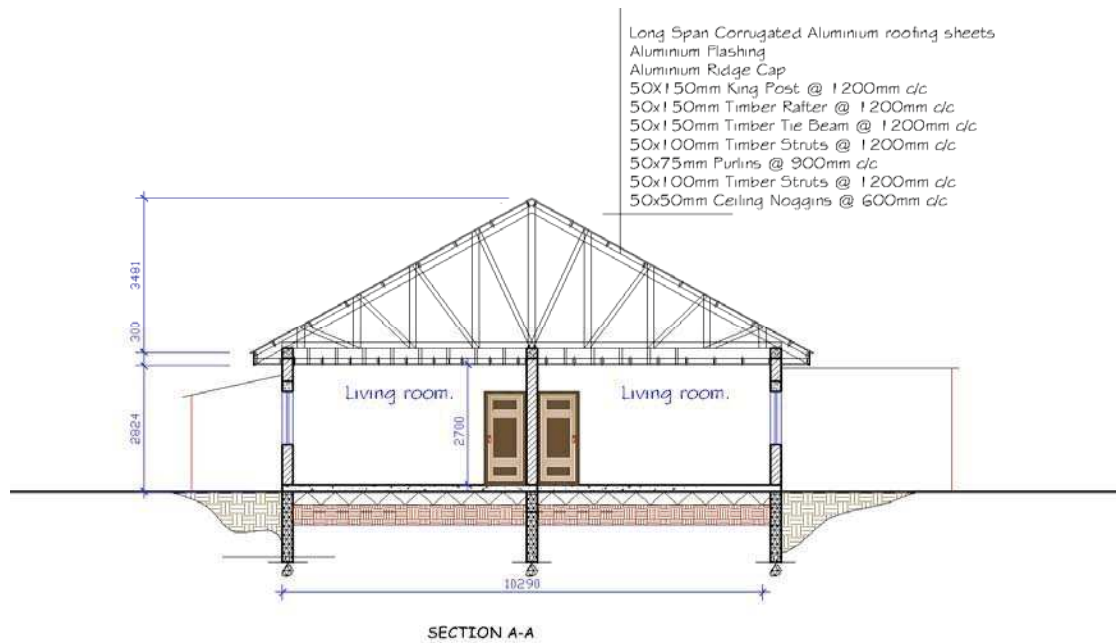 Long Span Corrugated Aluminium roofing sheets
Aluminium Flashing
Aluminium Ridge Cap
50X150mm King Post @ 1200mm c/c
50x150mm Timber Rafter @ 1200mm c/c
50x150mm Timber Tie Beam @ 1200mm c/c
50x100mm Timber Struts @ 1200mm c/c
50x75mm Purlins @ 900mm c/c
50x100mm Timber Struts @ 1200mm c/c
50x50mm Ceiling Noggins @ 600mm c/c
3481
300
2824
Living room.
2700
Living room.
10290
SECTION A-A